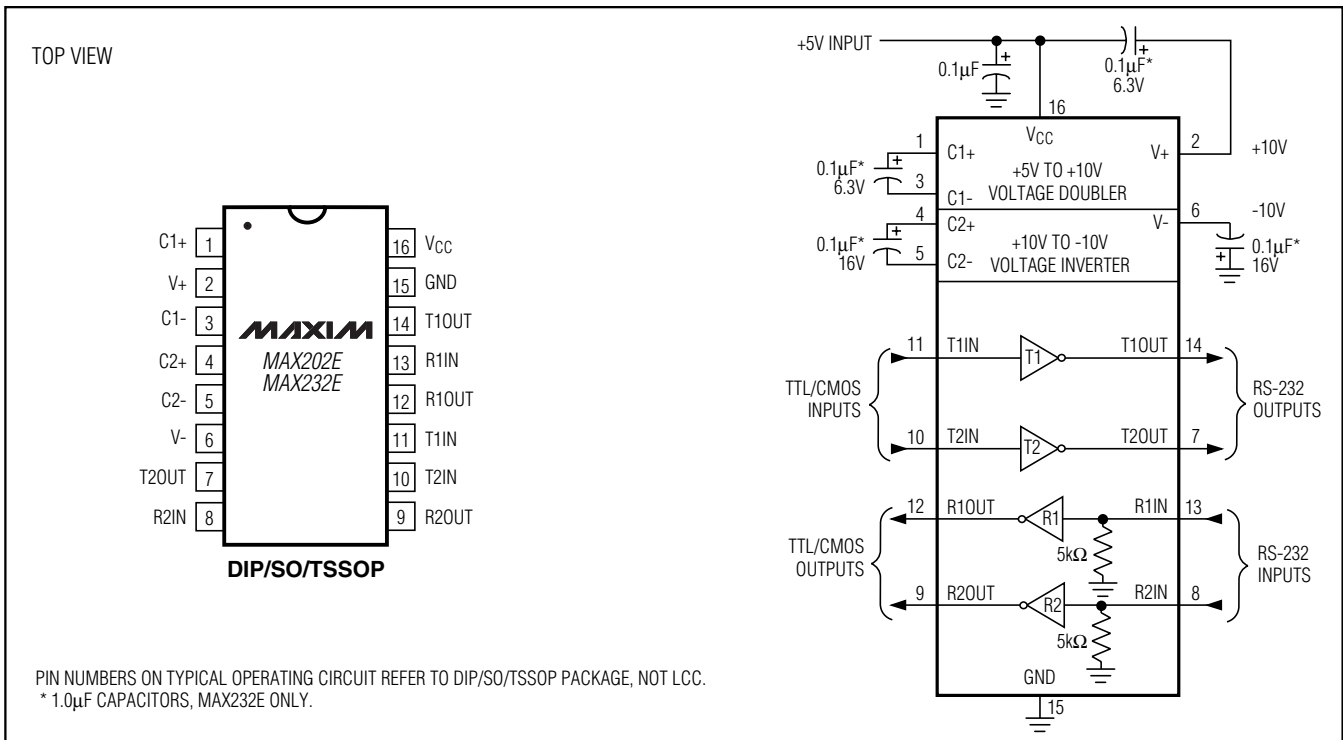 TOP VIEW
C1+ 1
V+ 2
C1- 3
C2+ 4
C2- 5
V- 6
T2OUT 7
R2IN 8
16 VCC
15 GND
14 T1OUT
13 R1IN
12 R1OUT
11 T1IN
10 T2IN
9 R2OUT
MAXIM
MAX202E
MAX232E
DIP/SO/TSSOP
+5V INPUT
0.1µF
+
0.1µF*
6.3V
+
16
VCC
1
C1+
0.1µF*
6.3V
+
3
C1-
+5V TO +10V
VOLTAGE DOUBLER
V+
2
+10V
4
C2+
0.1µF*
16V
+
5
C2-
+10V TO -10V
VOLTAGE INVERTER
V-
6
-10V
0.1µF*
16V
+
TTL/CMOS
INPUTS
11
T1IN
T1
T1OUT
14
10
T2IN
T2
T2OUT
7
RS-232
OUTPUTS
TTL/CMOS
OUTPUTS
12
R1OUT
R1
R1IN
13
5kΩ
9
R2OUT
R2
R2IN
8
5kΩ
RS-232
INPUTS
GND
15
PIN NUMBERS ON TYPICAL OPERATING CIRCUIT REFER TO DIP/SO/TSSOP PACKAGE, NOT LCC.
* 1.0µF CAPACITORS, MAX232E ONLY.